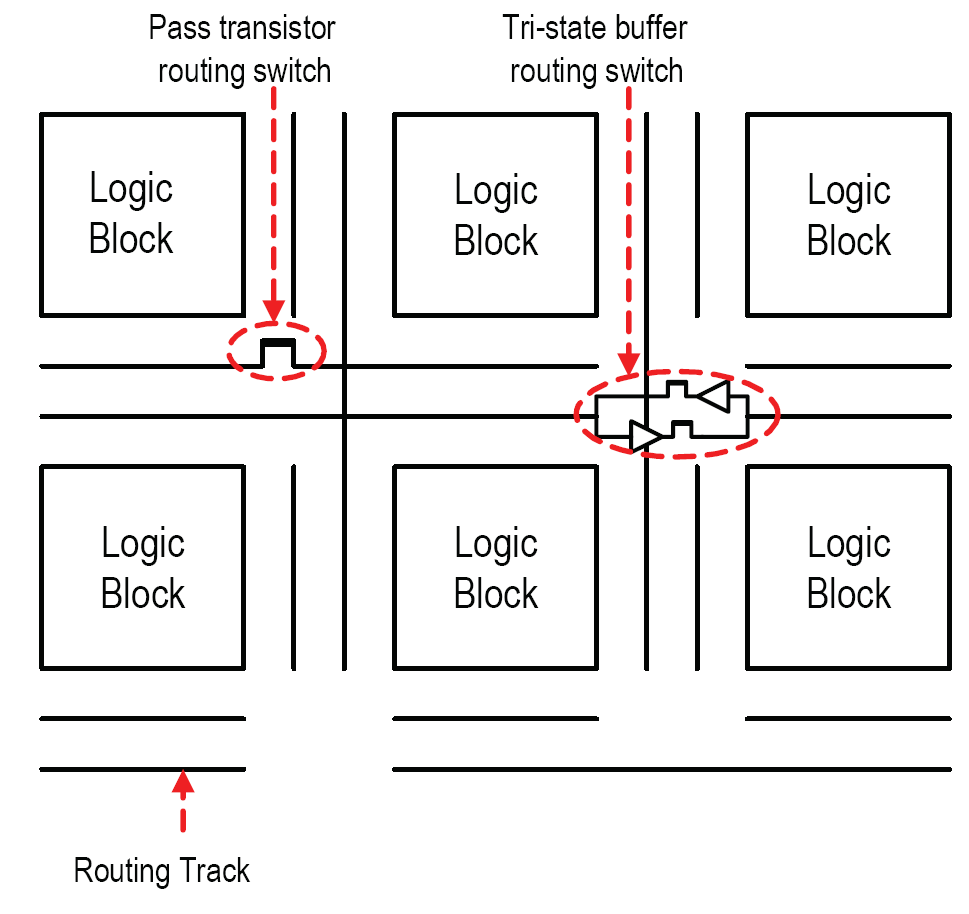 Pass transistor
routing switch
Tri-state buffer
routing switch
Logic
Block
Logic
Block
Logic
Block
Logic
Block
Logic
Block
Logic
Block
Routing Track